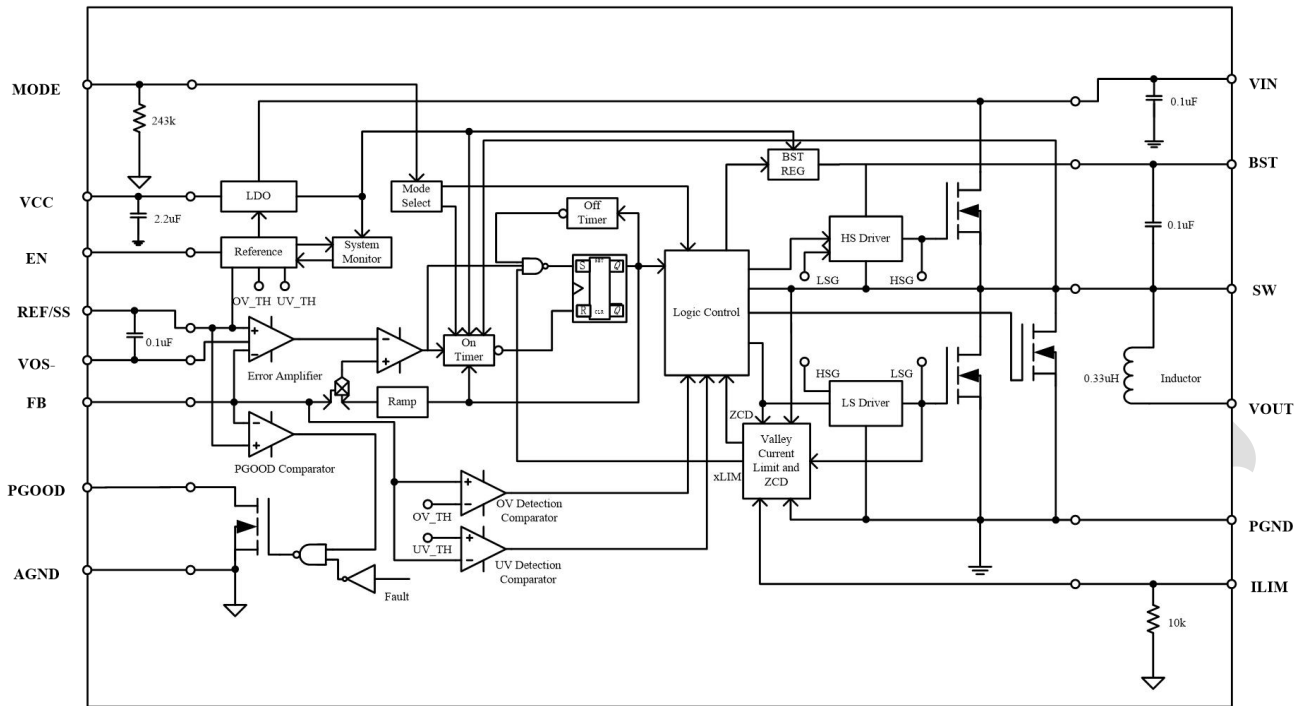 MODE
243k
VCC
2.2uF
EN
REF/SS
0.1uF
VOS-
FB
PGOOD
AGND
LDO
Reference
System
Monitor
OV_TH
UV_TH
Error Amplifier
PGOOD Comparator
Fault
Mode
Select
On
Timer
Ramp
Off
Timer
S
Q
R
CLR
Q
OV_TH
UV_TH
OV Detection
Comparator
UV Detection
Comparator
BST
REG
Logic Control
HS Driver
LSG
HSG
HSG
LSG
LS Driver
ZCD
xLIM
Valley
Current
Limit and
ZCD
VIN
0.1uF
BST
0.1uF
SW
0.33uH
Inductor
VOUT
PGND
ILIM
10k